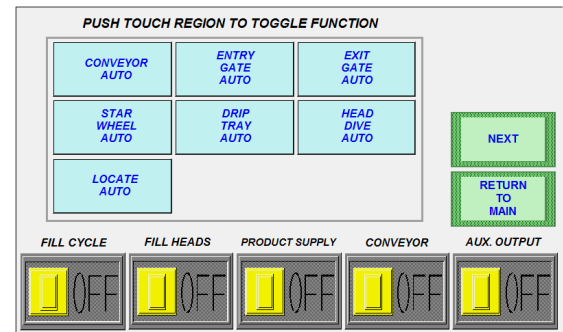 PUSH TOUCH REGION TO TOGGLE FUNCTION
CONVEYOR
AUTO
ENTRY
GATE
AUTO
EXIT
GATE
AUTO
STAR
WHEEL
AUTO
DRIP
TRAY
AUTO
HEAD
DIVE
AUTO
NEXT
LOCATE
AUTO
RETURN
TO
MAIN
FILL CYCLE
FILL HEADS
PRODUCT SUPPLY
CONVEYOR
AUX. OUTPUT
OFF
OFF
OFF
OFF
OFF